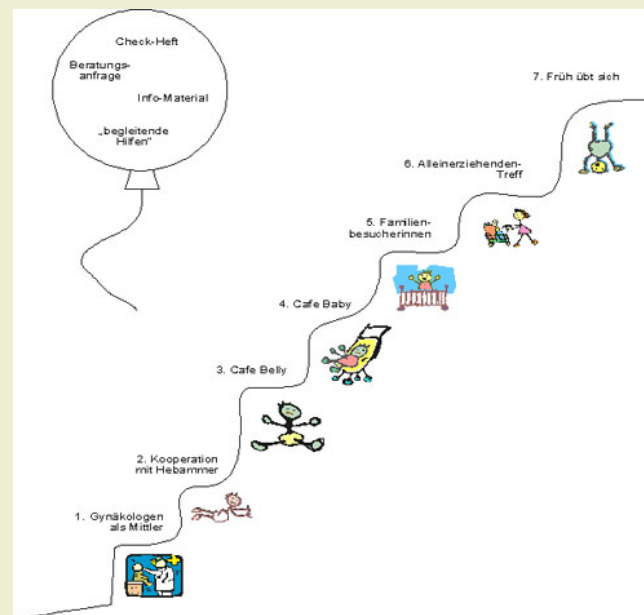 Check-Heft
Beratungs-
anfrage
Info-Material
„begleitende
Hilfen"
7. Früh übt sich
6. Alleinerziehenden-
Treff
5. Familien-
besucherinnen
4. Cafe Baby
3. Cafe Belly
2. Kooperation
mit Hebammer
1. Gynäkologen
als Mittler